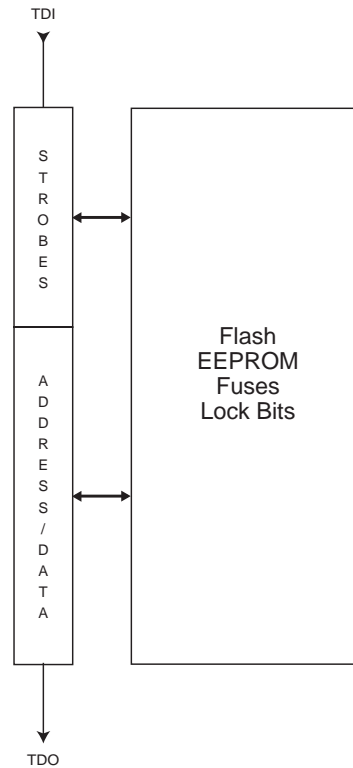 TDI
STROBES
ADDRESS/DATA
Flash
EEPROM
Fuses
Lock Bits
TDO